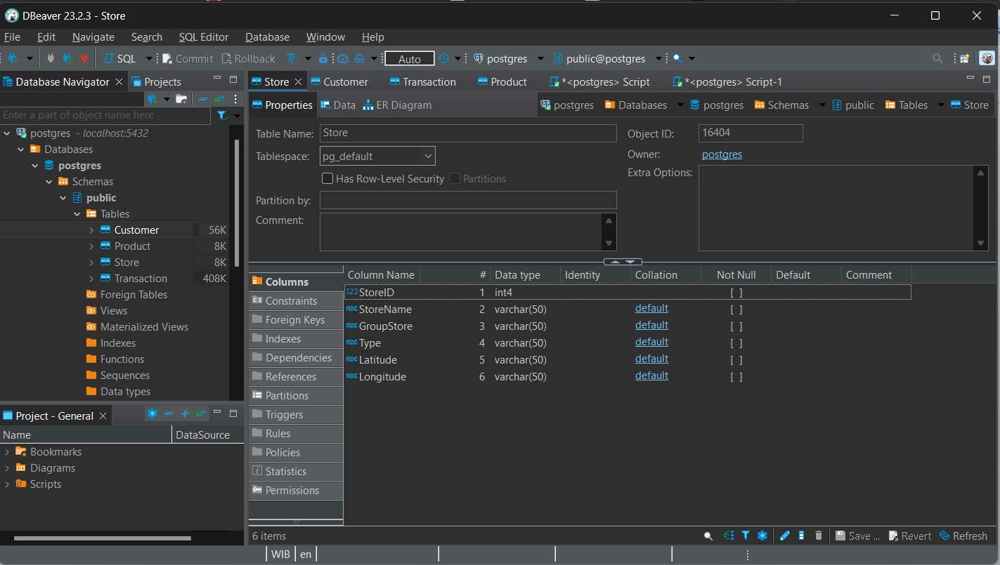 DBeaver 23.2.3 - Store
File Edit Navigate Search SQL Editor Database Window Help
SQL Commit Rollback Auto postgres public@postgres
Database Navigator Projects
Enter a part of object name here
postgres - localhost:5432
Databases
postgres
Schemas
public
Tables
Customer 56K
Product 8K
Store 8K
Transaction 408K
Foreign Tables
Views
Materialized Views
Indexes
Functions
Sequences
Data types
Project - General
Name DataSource
Bookmarks
Diagrams
Scripts
Store Customer Transaction Product *<postgres> Script *<postgres> Script-1
Properties Data ER Diagram postgres Databases postgres Schemas public Tables Store
Table Name: Store
Tablespace: pg_default
Has Row-Level Security Partitions
Partition by:
Comment:
Object ID: 16404
Owner: postgres
Extra Options:
Columns
Constraints
Foreign Keys
Indexes
Dependencies
References
Partitions
Triggers
Rules
Policies
Statistics
Permissions
Column Name # Data type Identity Collation Not Null Default Comment
123 StoreID 1 int4 [ ]
ABC StoreName 2 varchar(50) default [ ]
ABC GroupStore 3 varchar(50) default [ ]
ABC Type 4 varchar(50) default [ ]
ABC Latitude 5 varchar(50) default [ ]
ABC Longitude 6 varchar(50) default [ ]
6 items Save ... Revert Refresh
WIB en